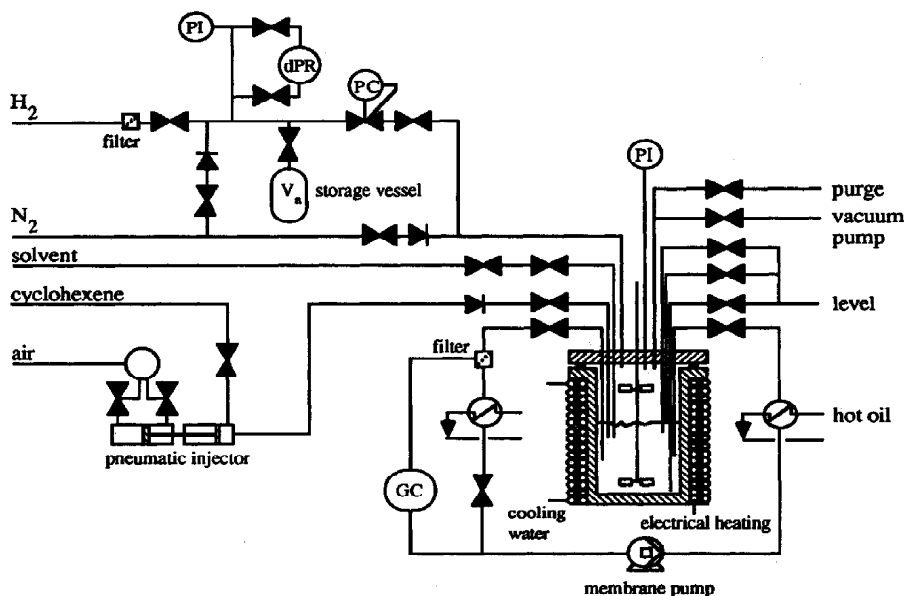 PI
dPR
PC
H2
filter
PI
Va
storage vessel
purge
N2
vacuum
pump
solvent
cyclohexene
level
air
filter
hot oil
pneumatic injector
GC
cooling
water
electrical heating
membrane pump